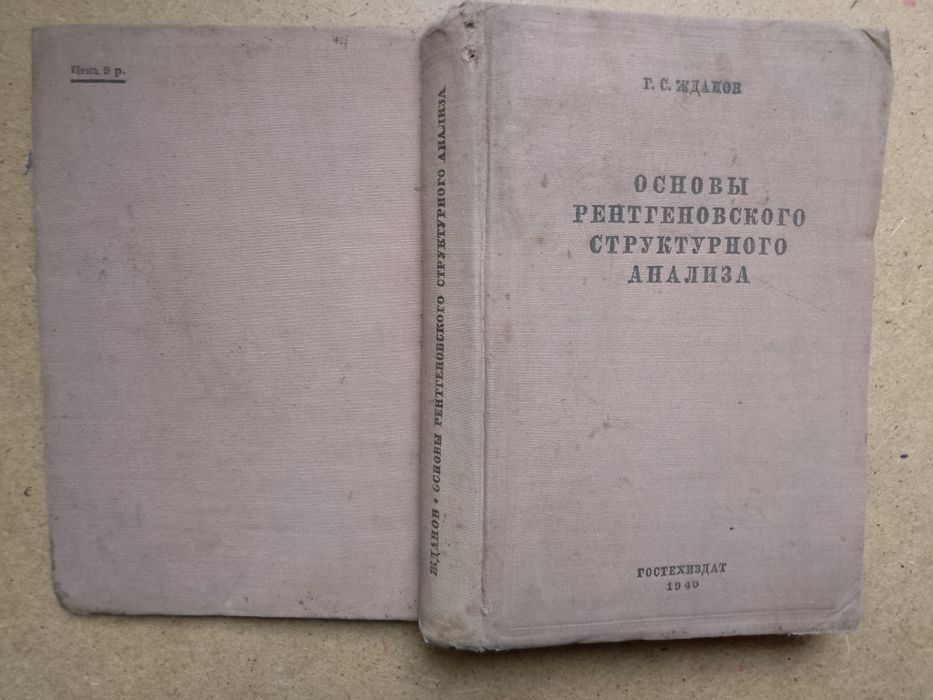 Цена 9 р.
ЖДАНОВ • ОСНОВЫ РЕНТГЕНОВСКОГО СТРУКТУРНОГО АНАЛИЗА
Г. С. ЖДАНОВ
ОСНОВЫ
РЕНТГЕНОВСКОГО
СТРУКТУРНОГО
АНАЛИЗА
ГОСТЕХИЗДАТ
1940